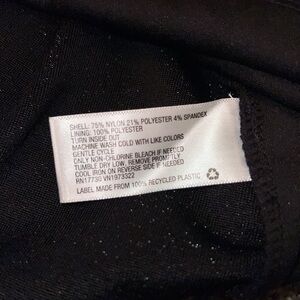 SHELL: 75% NYLON 21% POLYESTER 4% SPANDEX
LINING: 100% POLYESTER
TURN INSIDE OUT
MACHINE WASH COLD WITH LIKE COLORS
GENTLE CYCLE
ONLY NON-CHLORINE BLEACH IF NEEDED
TUMBLE DRY LOW, REMOVE PROMPTLY
COOL IRON ON REVERSE SIDE IF NEEDED
RN17730 VN1973322
LABEL MADE FROM 100% RECYCLED PLASTIC